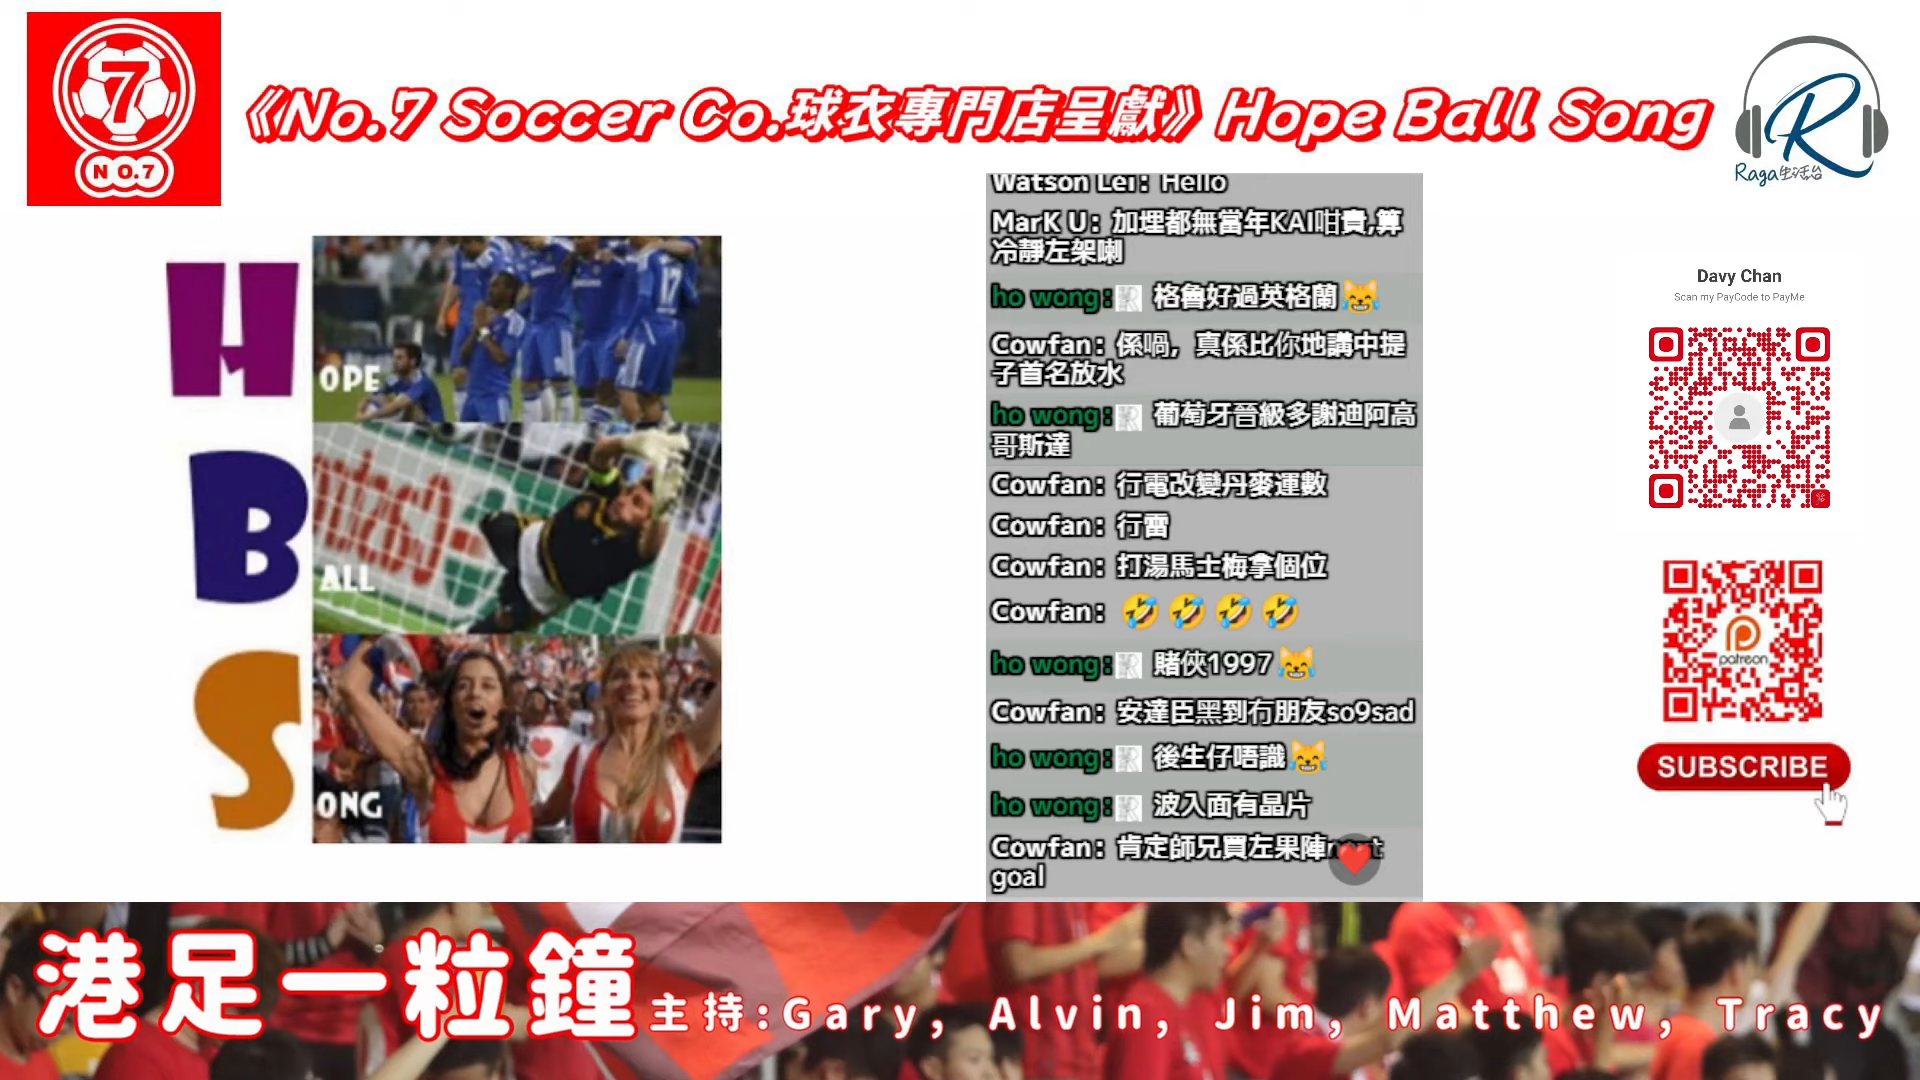 7
NO.7
《No.7 Soccer Co.球衣專門店呈獻》Hope Ball Song
R
Raga生活台
H
OPE
B
ALL
S
ONG
17
Watson Lei: Hello
MarK U: 加埋都無當年KAI咁貴,算
冷靜左架喇
ho wong: 格魯好過英格蘭😹
Cowfan: 係喎，真係比你地講中提
子首名放水
ho wong: 葡萄牙晉級多謝迪阿高
哥斯達
Cowfan: 行電改變丹麥運數
Cowfan: 行雷
Cowfan: 打湯馬士梅拿個位
Cowfan: 🤣🤣🤣🤣
ho wong: 賭俠1997😹
Cowfan: 安達臣黑到冇朋友so9sad
ho wong: 後生仔唔識😹
ho wong: 波入面有晶片
Cowfan: 肯定師兄買左果陣next
goal
Davy Chan
Scan my PayCode to PayMe
patreon
SUBSCRIBE
港足一粒鐘
主持:Gary, Alvin, Jim, Matthew, Tracy